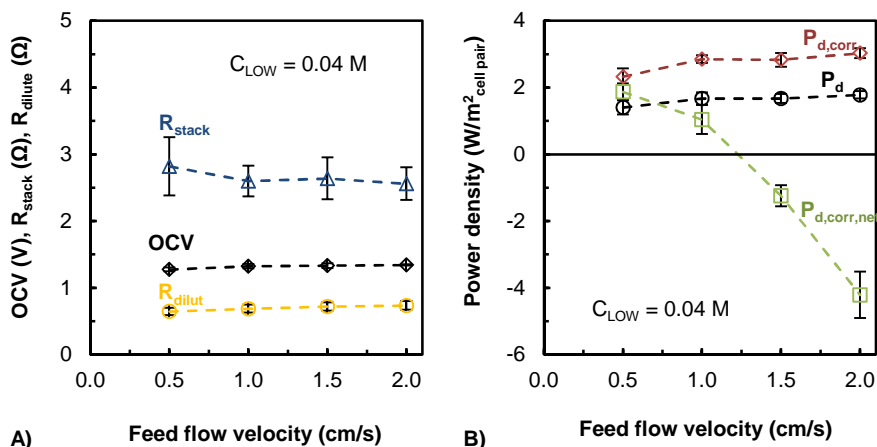 OCV (V), R_stack (Ω), R_dilute (Ω)
5
4
3
2
1
0
C_LOW = 0.04 M
R_stack
OCV
R_dilut
0.0 0.5 1.0 1.5 2.0
A) Feed flow velocity (cm/s)
Power density (W/m²_cell pair)
6
4
2
0
-2
-4
-6
P_d,corr
P_d
P_d,corr,net
C_LOW = 0.04 M
0.0 0.5 1.0 1.5 2.0
B) Feed flow velocity (cm/s)